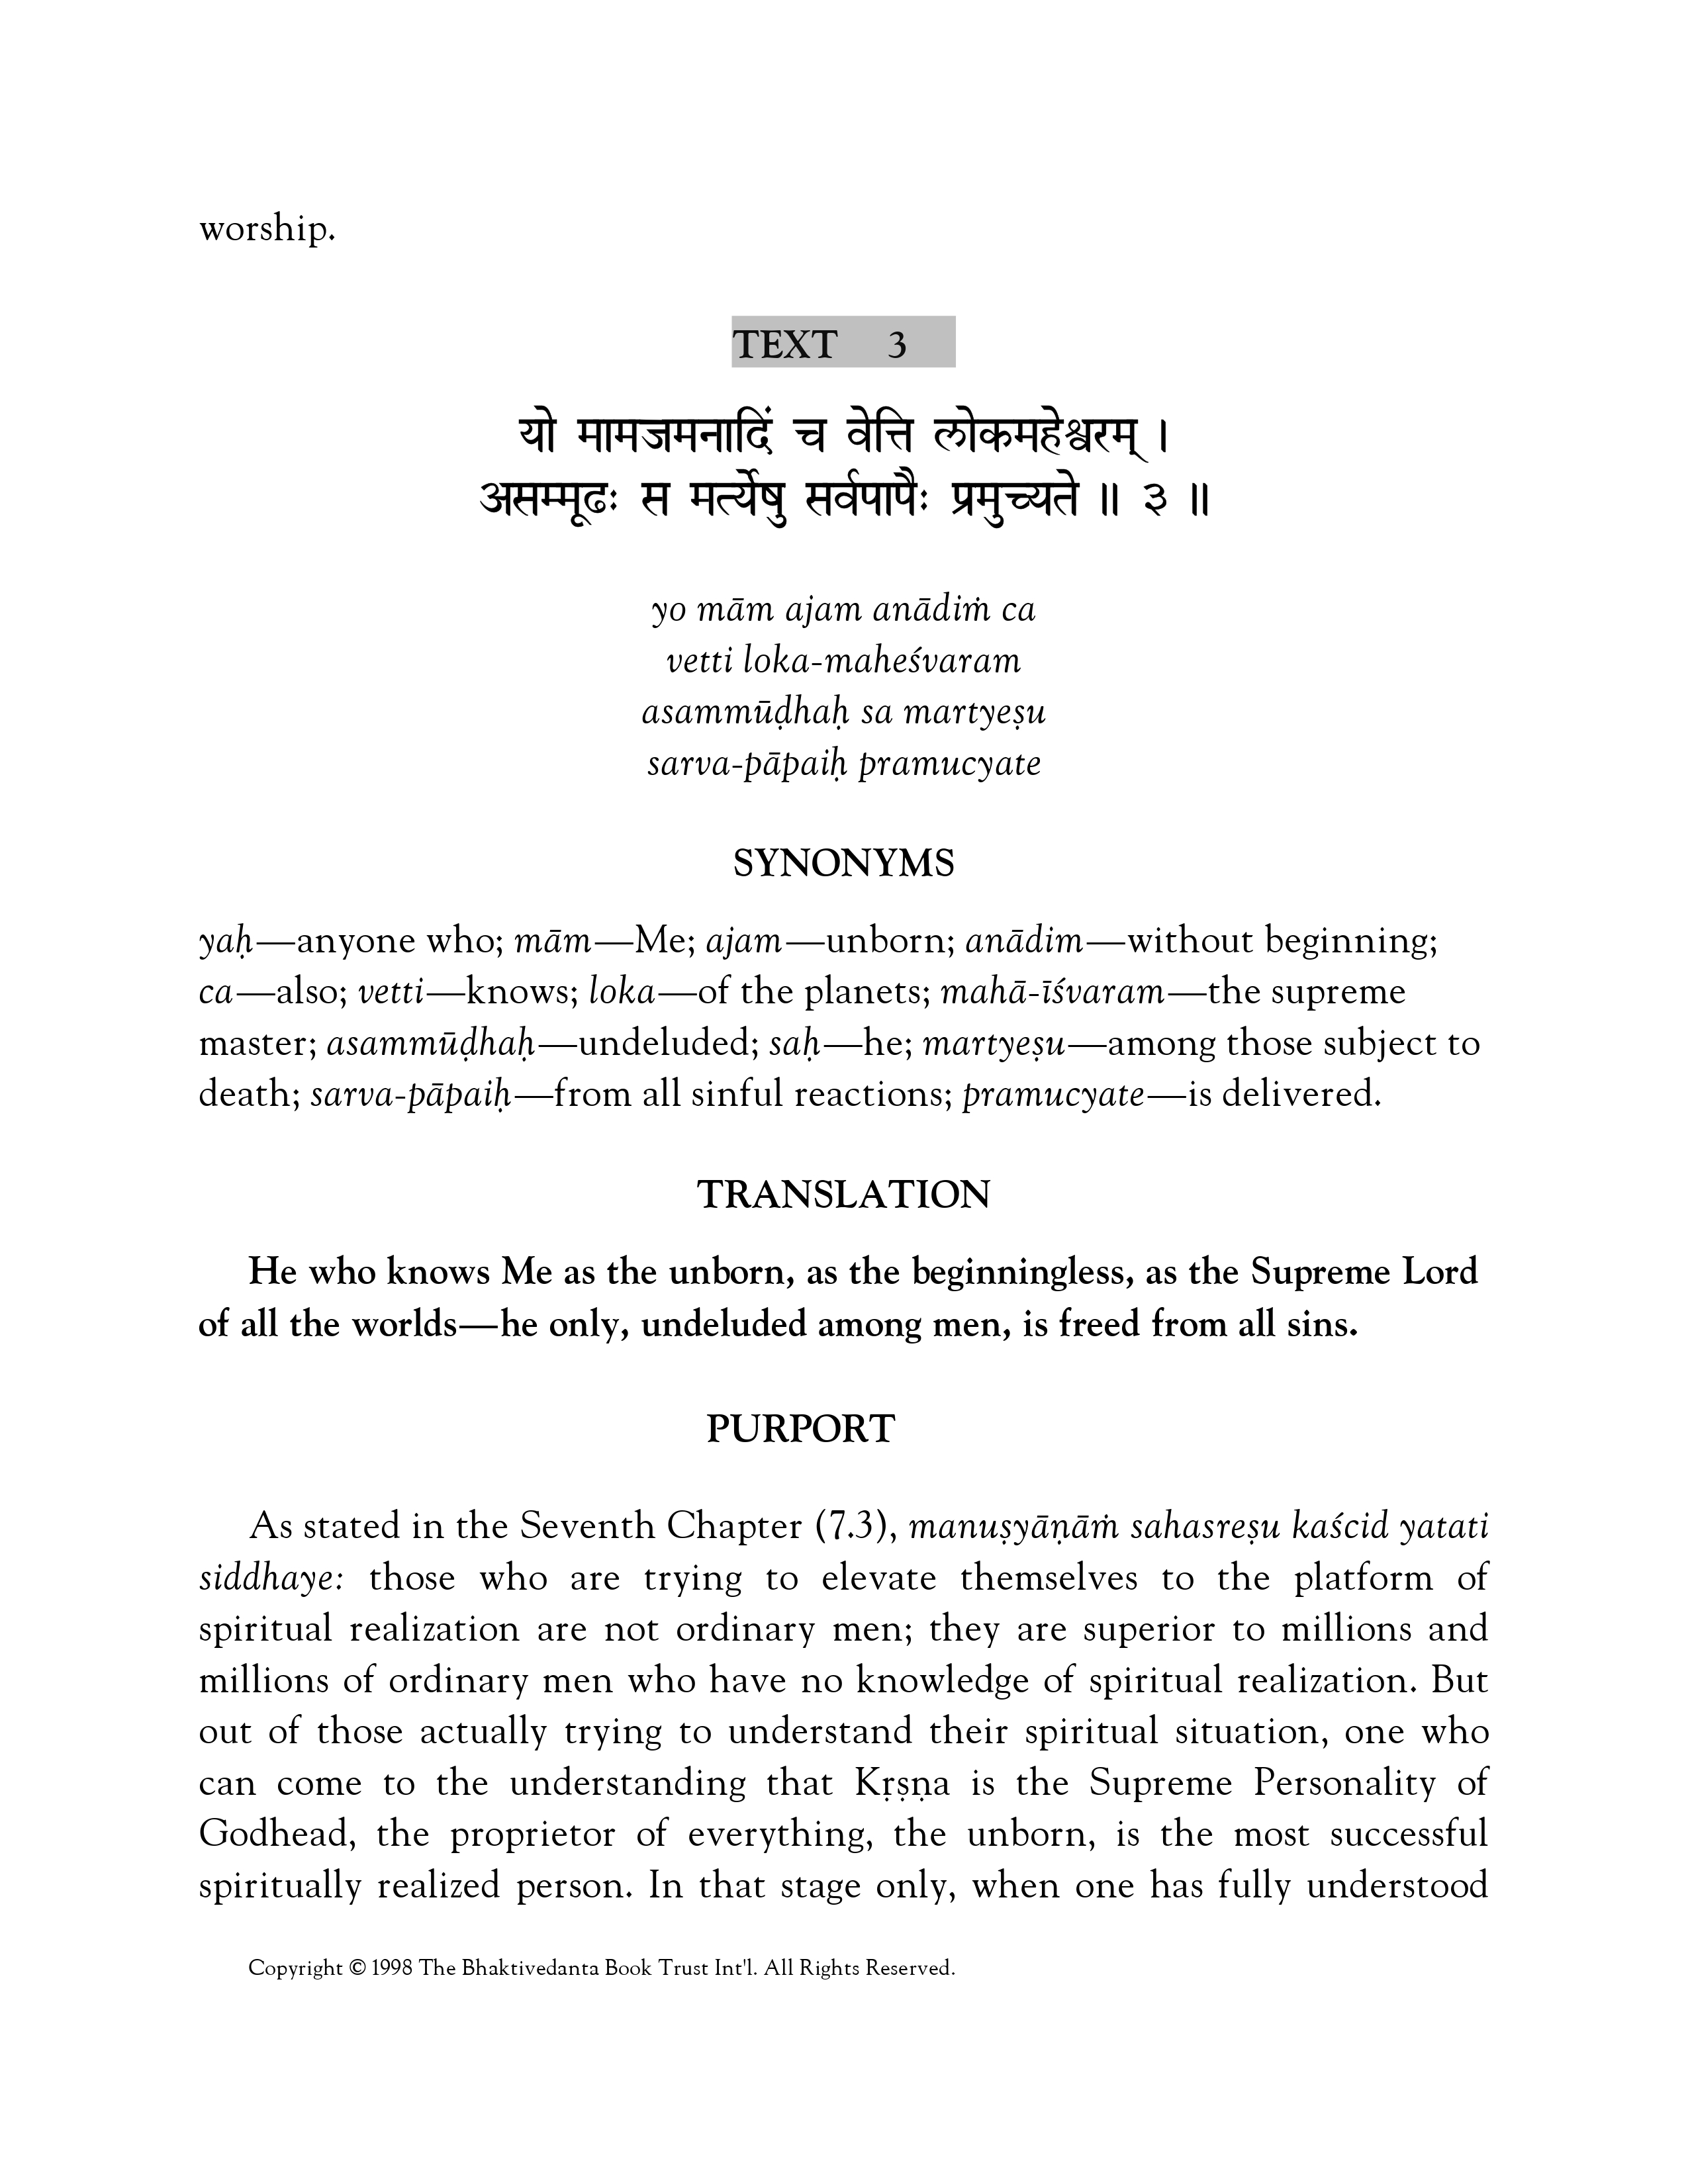 worship.
TEXT 3
यो मामजमनादिं च वेत्ति लोकमहेश्वरम् ।
असम्मूढः स मर्त्येषु सर्वपापैः प्रमुच्यते ॥ ३ ॥
yo mām ajam anādiṁ ca
vetti loka-maheśvaram
asammūḍhaḥ sa martyeṣu
sarva-pāpaiḥ pramucyate
SYNONYMS
yaḥ—anyone who; mām—Me; ajam—unborn; anādim—without beginning;
ca—also; vetti—knows; loka—of the planets; mahā-īśvaram—the supreme
master; asammūḍhaḥ—undeluded; saḥ—he; martyeṣu—among those subject to
death; sarva-pāpaiḥ—from all sinful reactions; pramucyate—is delivered.
TRANSLATION
He who knows Me as the unborn, as the beginningless, as the Supreme Lord
of all the worlds—he only, undeluded among men, is freed from all sins.
PURPORT
As stated in the Seventh Chapter (7.3), manuṣyāṇāṁ sahasreṣu kaścid yatati
siddhaye: those who are trying to elevate themselves to the platform of
spiritual realization are not ordinary men; they are superior to millions and
millions of ordinary men who have no knowledge of spiritual realization. But
out of those actually trying to understand their spiritual situation, one who
can come to the understanding that Kṛṣṇa is the Supreme Personality of
Godhead, the proprietor of everything, the unborn, is the most successful
spiritually realized person. In that stage only, when one has fully understood
Copyright © 1998 The Bhaktivedanta Book Trust Int'l. All Rights Reserved.